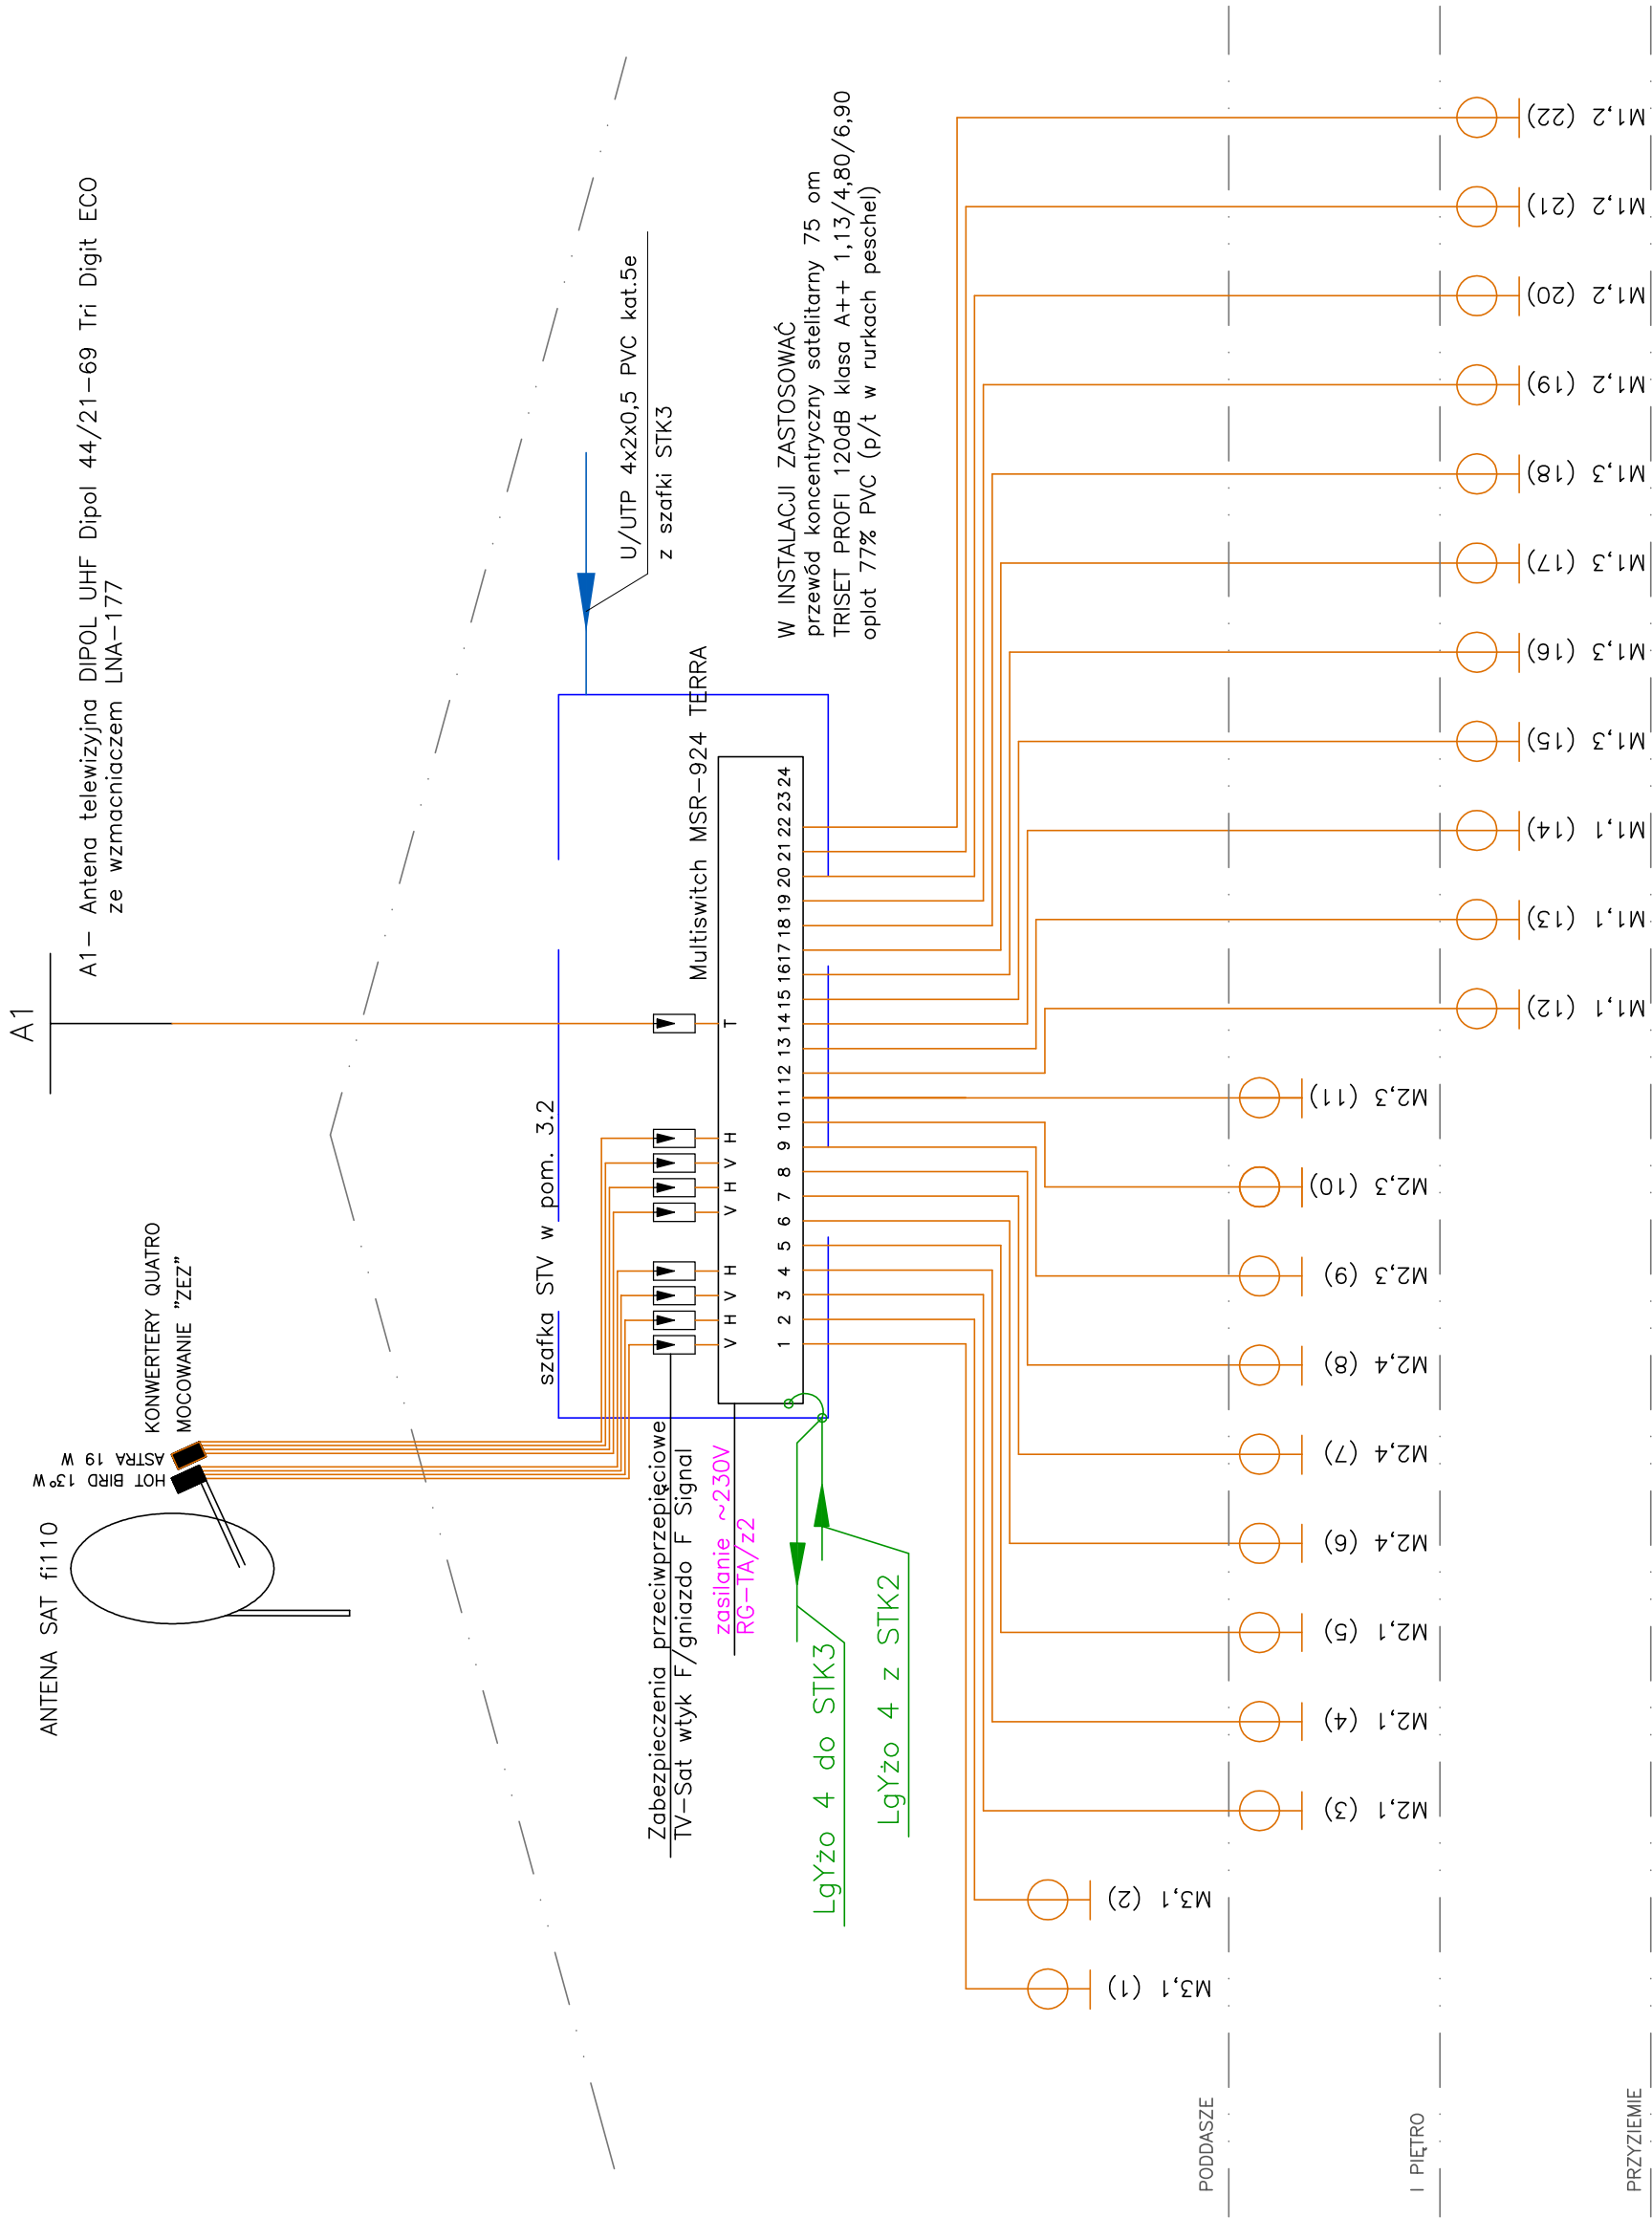 A1
A1- Antena telewizyjna DIPOL UHF Dipol 44/21-69 Tri Digit ECO
ze wzmacniaczem LNA-177
ANTENA SAT fi110
HOT BIRD 13°W
ASTRA 19 W
KONWERTERY QUATRO
MOCOWANIE "ZEZ"
szafka STV w pom. 3.2
U/UTP 4x2x0,5 PVC kat.5e
z szafki STK3
Multiswitch MSR-924 TERRA
Zabezpieczenia przeciwprzepięciowe
TV-Sat wtyk F/gniazdo F Signal
zasilanie ~230V
RG-TA/z2
V H V H V H V H T
1 2 3 4 5 6 7 8 9 10 11 12 13 14 15 16 17 18 19 20 21 22 23 24
W INSTALACJI ZASTOSOWAĆ
przewód koncentryczny satelitarny 75 om
TRISET PROFI 120dB klasa A++ 1,13/4,80/6,90
oplot 77% PVC (p/t w rurkach peschel)
LgYżo 4 do STK3
LgYżo 4 z STK2
M3,1 (1)
M3,1 (2)
PODDASZE
M2,1 (3)
M2,1 (4)
M2,1 (5)
M2,4 (6)
M2,4 (7)
M2,4 (8)
M2,3 (9)
M2,3 (10)
M2,3 (11)
I PIĘTRO
M1,1 (12)
M1,1 (13)
M1,1 (14)
M1,3 (15)
M1,3 (16)
M1,3 (17)
M1,3 (18)
M1,2 (19)
M1,2 (20)
M1,2 (21)
M1,2 (22)
PRZYZIEMIE